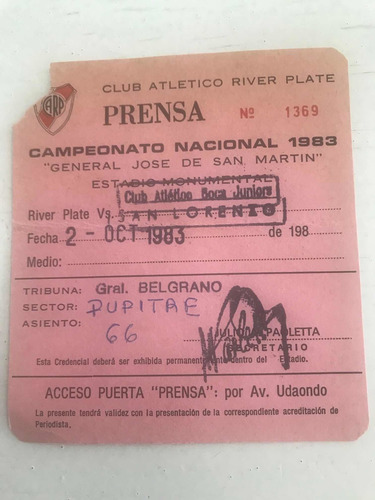 CLUB ATLETICO RIVER PLATE
CARP
PRENSA Nº 1369
CAMPEONATO NACIONAL 1983
"GENERAL JOSE DE SAN MARTIN"
ESTADIO MONUMENTAL
Club Atlético Boca Juniors
River Plate Vs. SAN LORENZO
Fecha 2 - OCT 1983 de 198
Medio:
TRIBUNA: Gral. BELGRANO
SECTOR: PUPITRE
ASIENTO: 66
JULIO PAOLETTA
SECRETARIO
Esta Credencial deberá ser exhibida permanentemente dentro del Estadio.
ACCESO PUERTA "PRENSA": por Av. Udaondo
La presente tendrá validez con la presentación de la correspondiente acreditación de
Periodista.